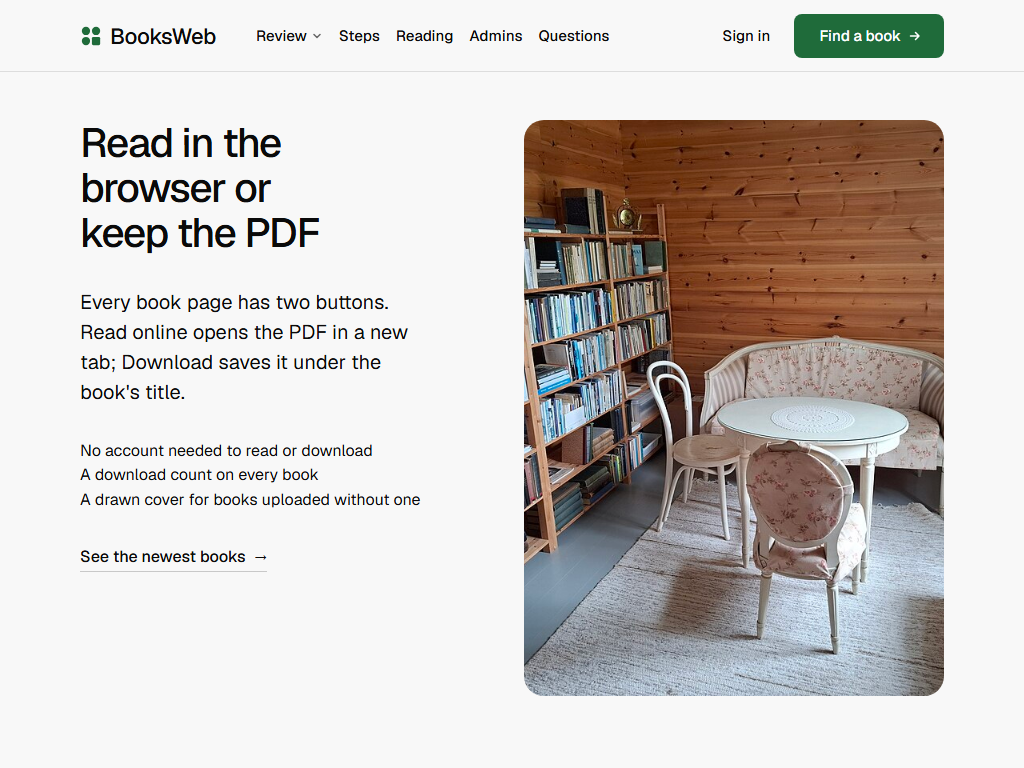 BooksWeb
Review
Steps
Reading
Admins
Questions
Sign in
Find a book →
Read in the
browser or
keep the PDF
Every book page has two buttons.
Read online opens the PDF in a new
tab; Download saves it under the
book's title.
No account needed to read or download
A download count on every book
A drawn cover for books uploaded without one
See the newest books →